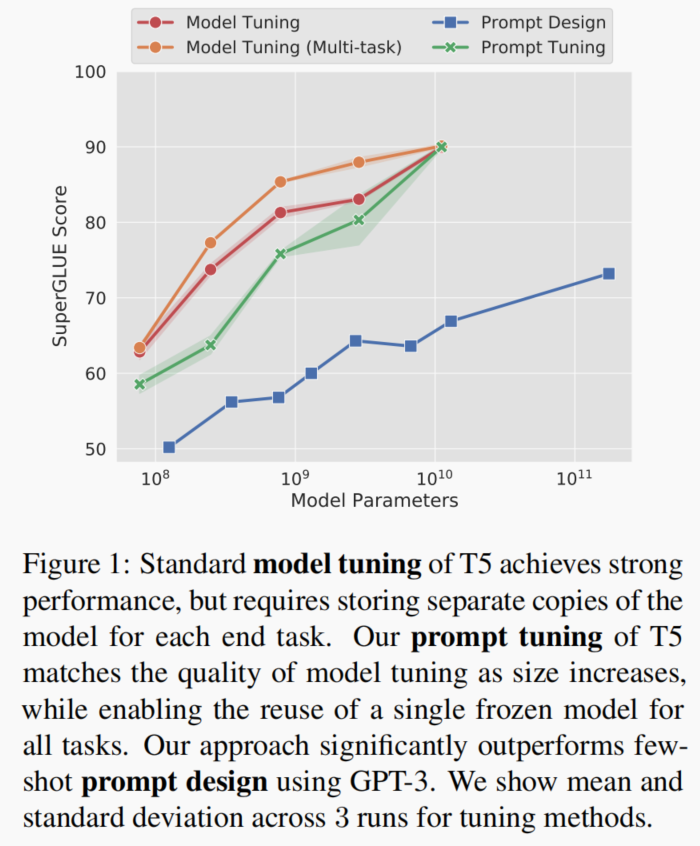 Model Tuning
Model Tuning (Multi-task)
Prompt Design
Prompt Tuning
100
90
80
70
60
50
SuperGLUE Score
10^8
10^9
10^10
10^11
Model Parameters
Figure 1: Standard model tuning of T5 achieves strong
performance, but requires storing separate copies of the
model for each end task. Our prompt tuning of T5
matches the quality of model tuning as size increases,
while enabling the reuse of a single frozen model for
all tasks. Our approach significantly outperforms few-
shot prompt design using GPT-3. We show mean and
standard deviation across 3 runs for tuning methods.